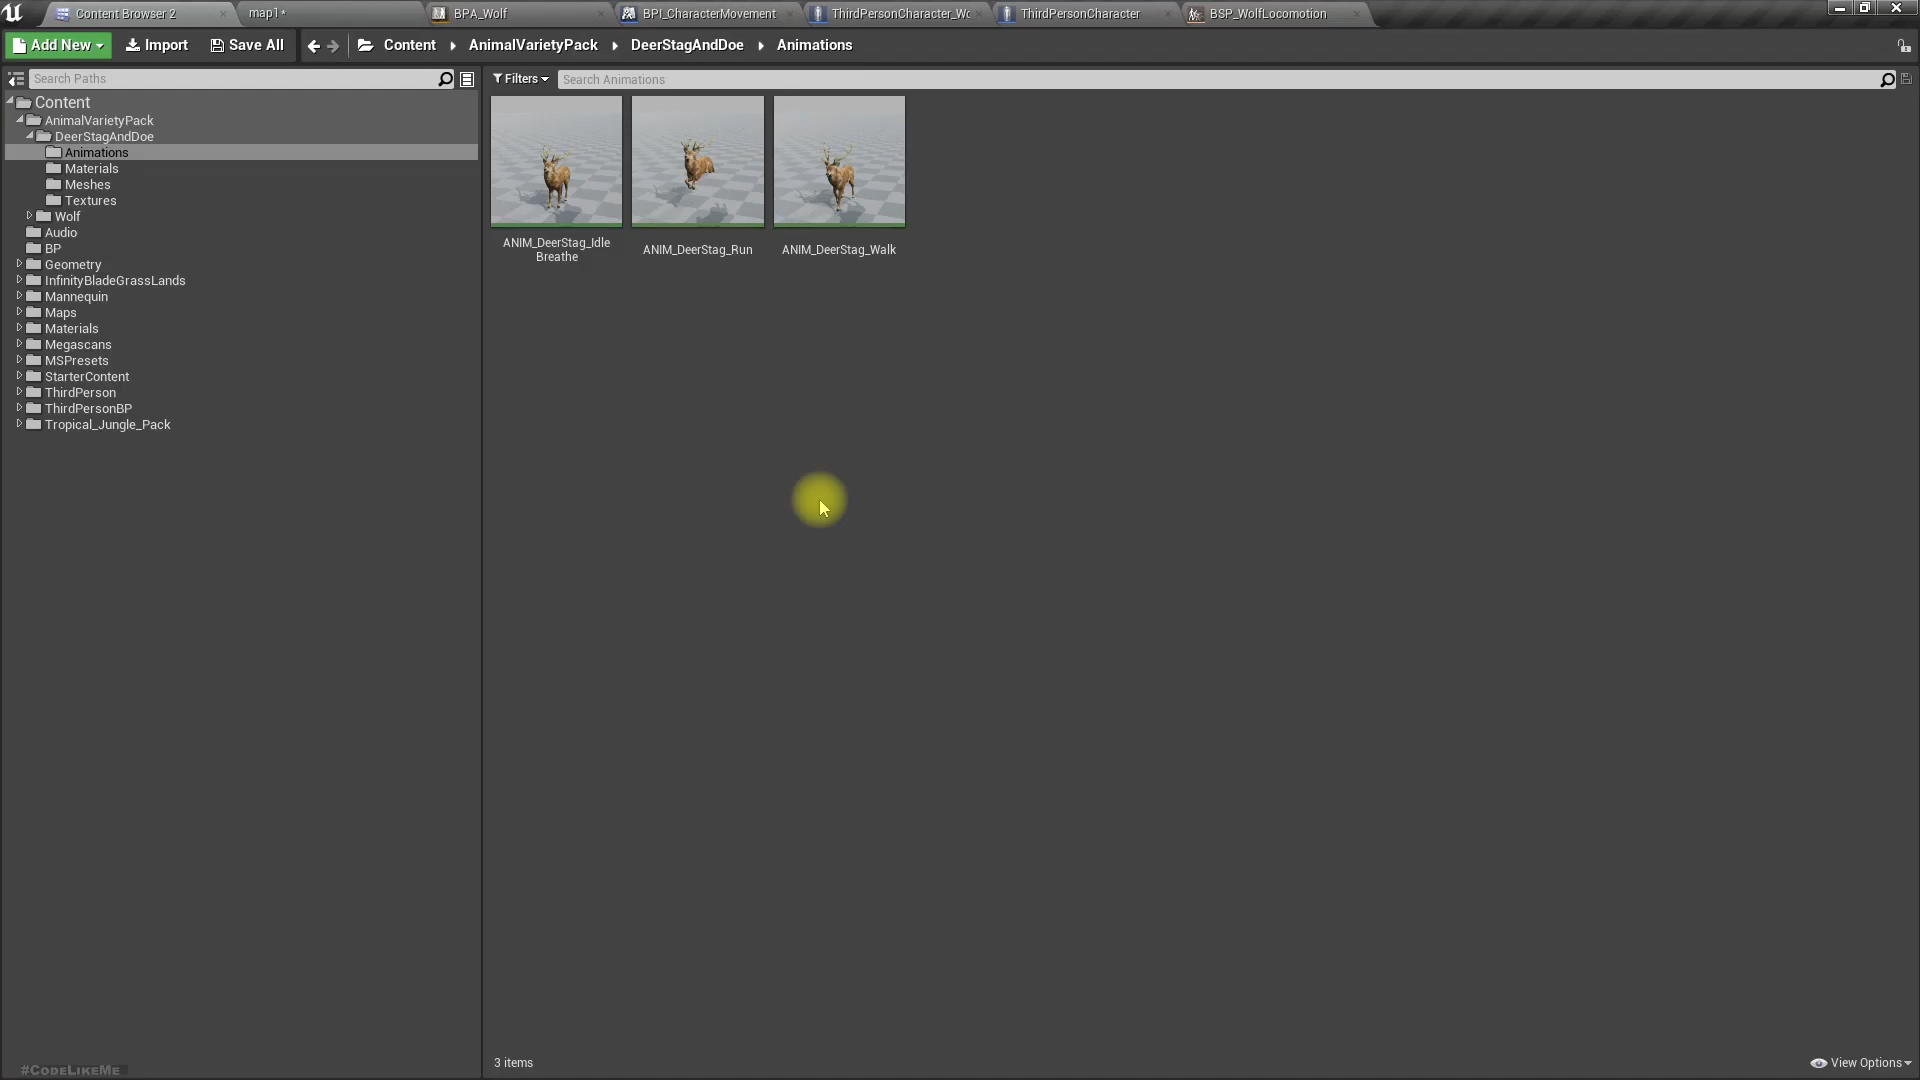 Content Browser 2
map1*
BPA_Wolf
BPI_CharacterMovement
ThirdPersonCharacter_Wo
ThirdPersonCharacter
BSP_WolfLocomotion
Add New
Import
Save All
Content
AnimalVarietyPack
DeerStagAndDoe
Animations
Search Paths
Filters
Search Animations
Content
AnimalVarietyPack
DeerStagAndDoe
Animations
Materials
Meshes
Textures
Wolf
Audio
BP
Geometry
InfinityBladeGrassLands
Mannequin
Maps
Materials
Megascans
MSPresets
StarterContent
ThirdPerson
ThirdPersonBP
Tropical_Jungle_Pack
ANIM_DeerStag_Idle
Breathe
ANIM_DeerStag_Run
ANIM_DeerStag_Walk
3 items
View Options
#CodeLikeMe